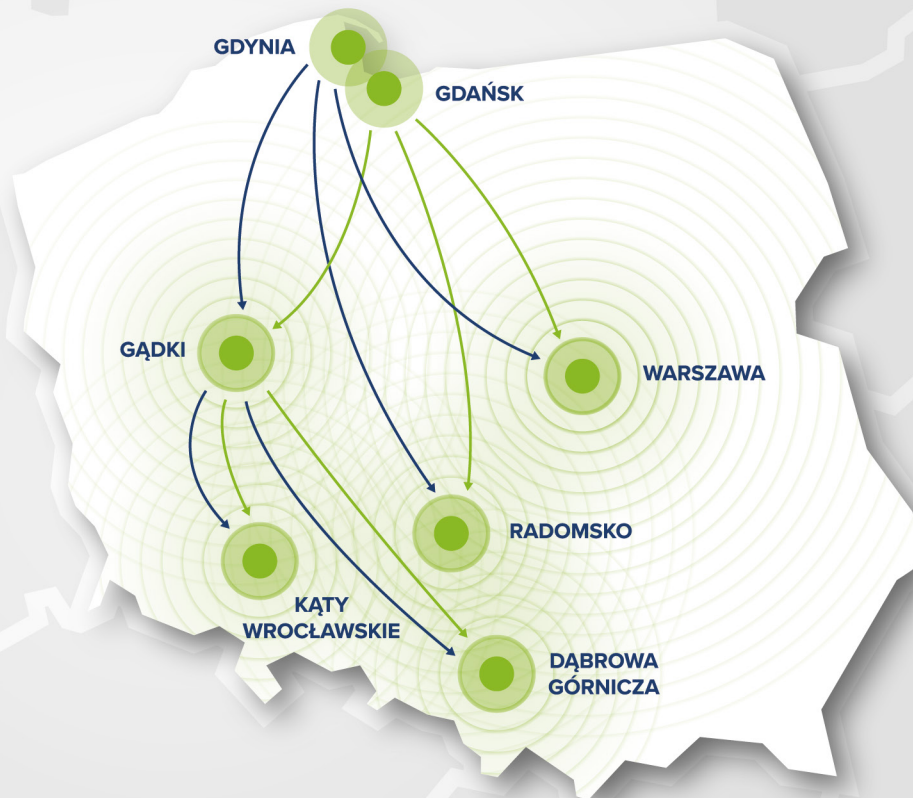 GDYNIA
GDAŃSK
GĄDKI
WARSZAWA
RADOMSKO
KĄTY
WROCŁAWSKIE
DĄBROWA
GÓRNICZA